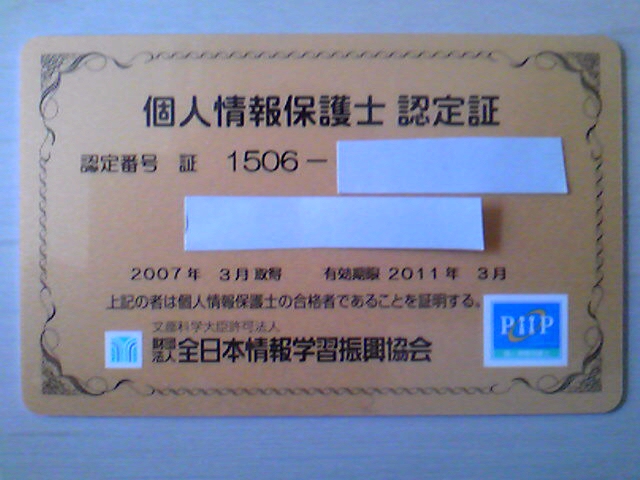 個人情報保護士 認定証
認定番号 証 1506－
2007年 3月取得 有効期限 2011年 3月
上記の者は個人情報保護士の合格者であることを証明する。
文部科学大臣許可法人
財団法人 全日本情報学習振興協会
PiiP